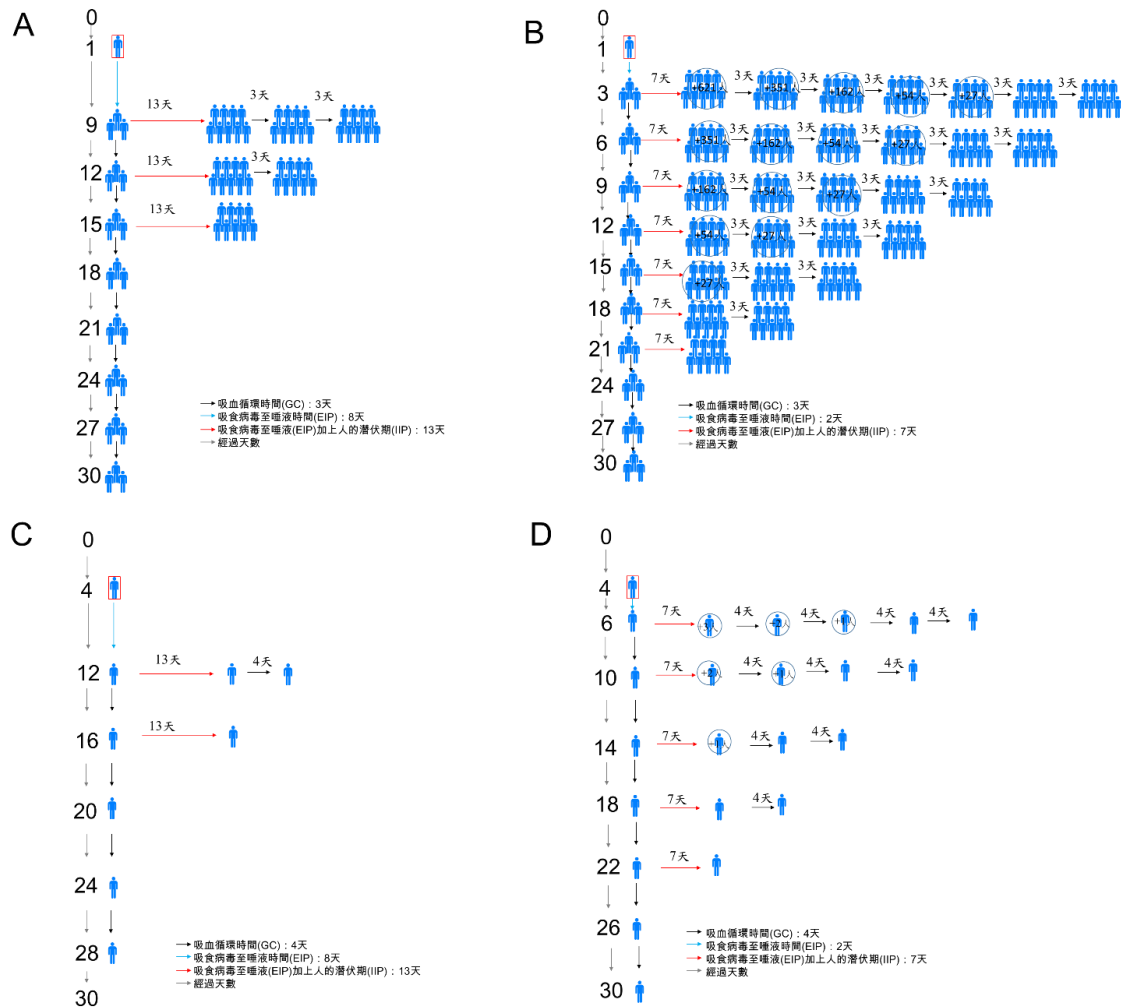 A
0
1
9
13天
3天
3天
12
13天
3天
15
13天
18
21
24
27
30
吸血循環時間(GC)：3天
吸食病毒至唾液時間(EIP)：8天
吸食病毒至唾液(EIP)加上人的潛伏期(IIP)：13天
經過天數
B
0
1
3
7天
+621人
3天
+351人
3天
+162人
3天
+54人
3天
+27人
3天
3天
6
7天
+351人
3天
+162人
3天
+54人
3天
+27人
3天
3天
9
7天
+162人
3天
+54人
3天
+27人
3天
3天
12
7天
+54人
3天
+27人
3天
3天
15
7天
+27人
3天
3天
18
7天
3天
21
7天
24
27
30
吸血循環時間(GC)：3天
吸食病毒至唾液時間(EIP)：2天
吸食病毒至唾液(EIP)加上人的潛伏期(IIP)：7天
經過天數
C
0
4
12
13天
4天
16
13天
20
24
28
30
吸血循環時間(GC)：4天
吸食病毒至唾液時間(EIP)：8天
吸食病毒至唾液(EIP)加上人的潛伏期(IIP)：13天
經過天數
D
0
4
6
7天
+3人
4天
+2人
4天
4天
4天
10
7天
+2人
4天
4天
4天
14
7天
4天
4天
18
7天
4天
22
7天
26
30
吸血循環時間(GC)：4天
吸食病毒至唾液時間(EIP)：2天
吸食病毒至唾液(EIP)加上人的潛伏期(IIP)：7天
經過天數